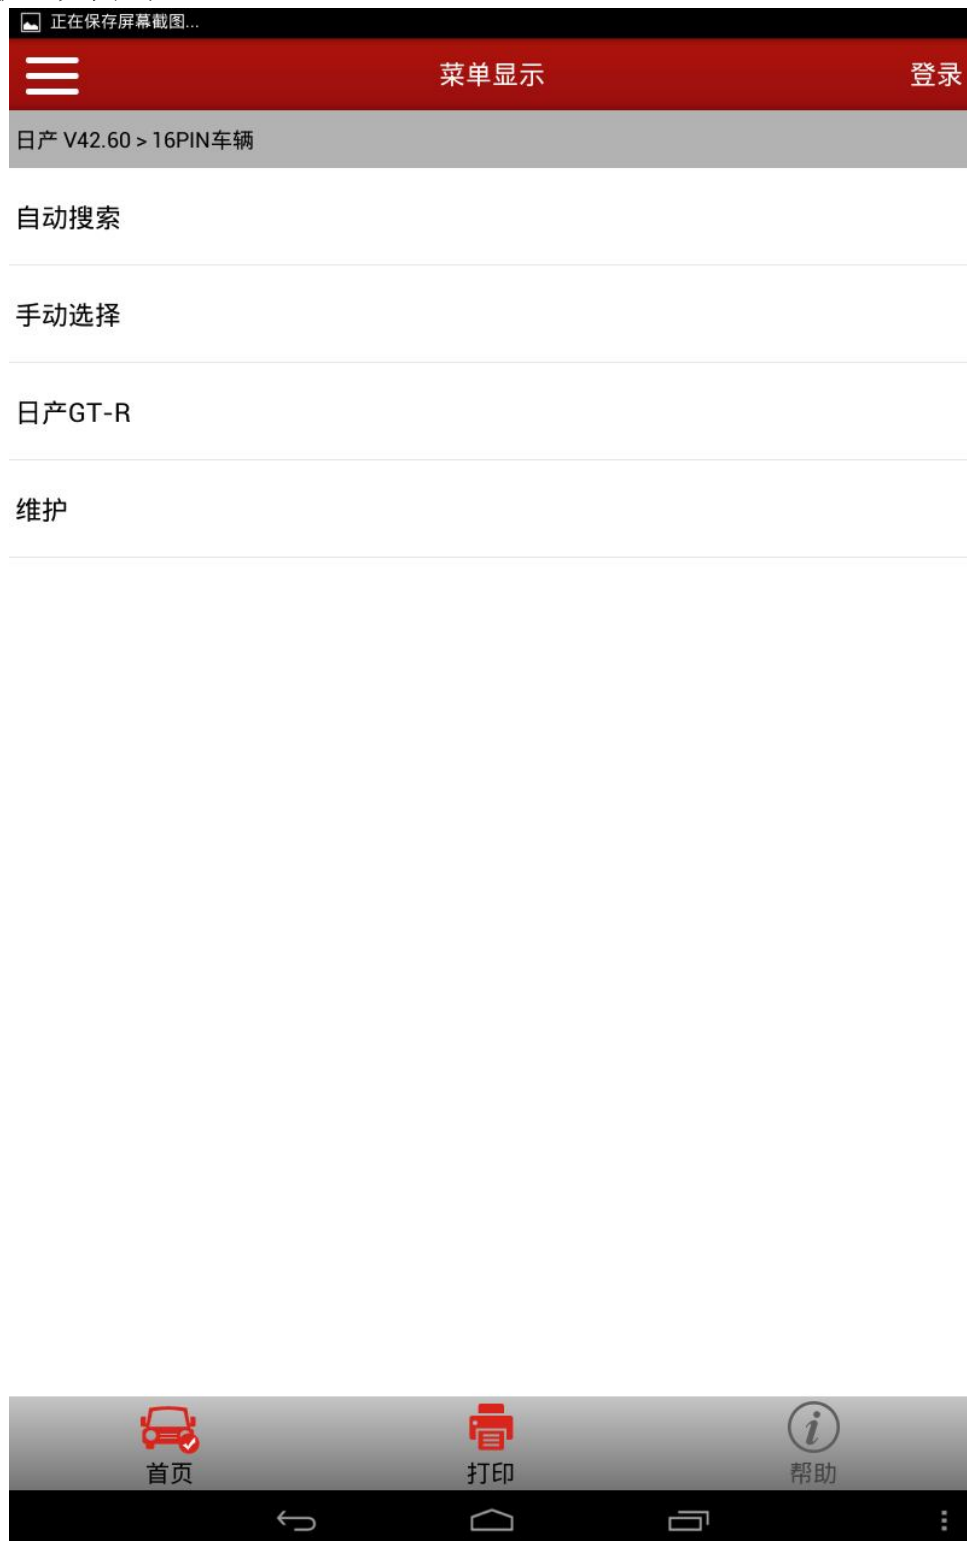 正在保存屏幕截图...
菜单显示
登录
日产 V42.60 > 16PIN车辆
自动搜索
手动选择
日产GT-R
维护
首页
打印
帮助